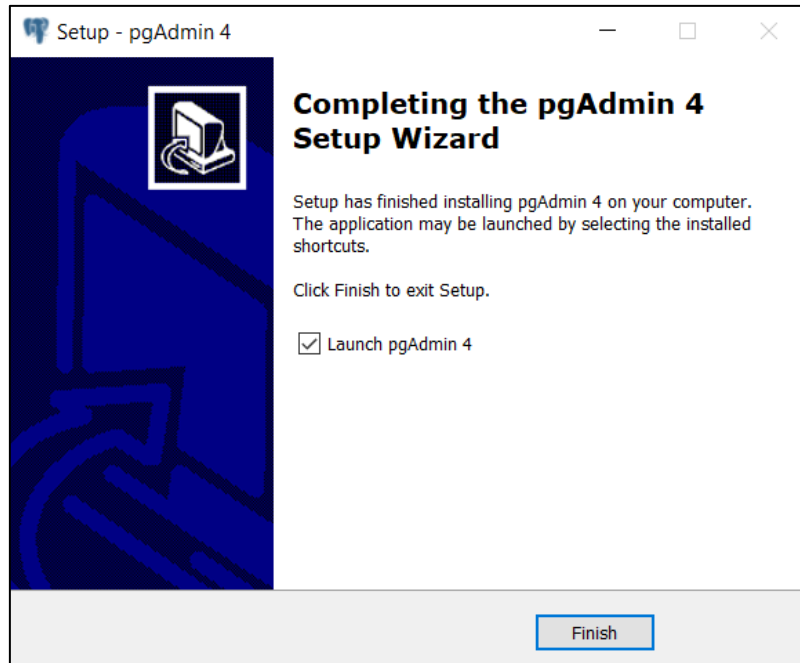 Setup - pgAdmin 4
Completing the pgAdmin 4
Setup Wizard
Setup has finished installing pgAdmin 4 on your computer.
The application may be launched by selecting the installed
shortcuts.
Click Finish to exit Setup.
Launch pgAdmin 4
Finish